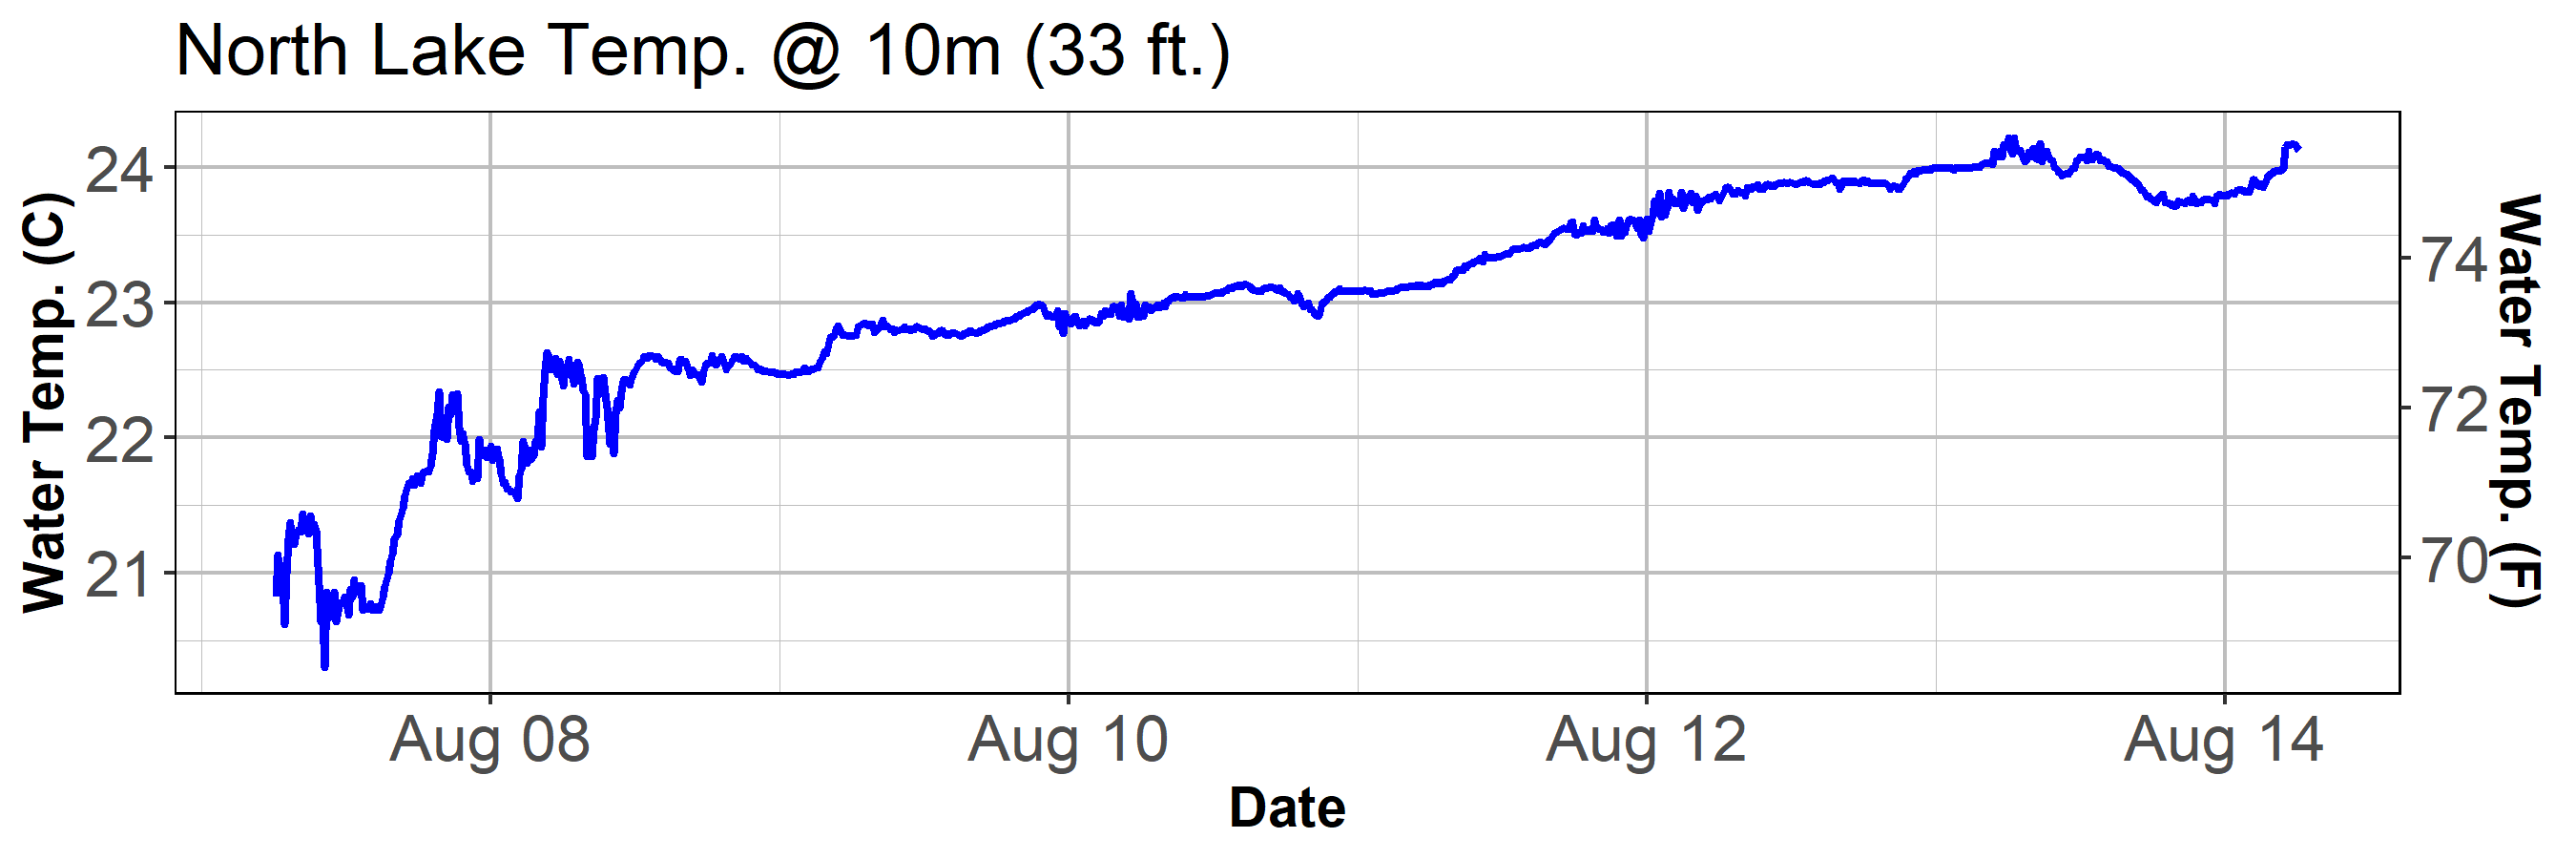 North Lake Temp. @ 10m (33 ft.)
Water Temp. (C)
24
23
22
21
74
72
70
Water Temp. (F)
Aug 08
Aug 10
Aug 12
Aug 14
Date